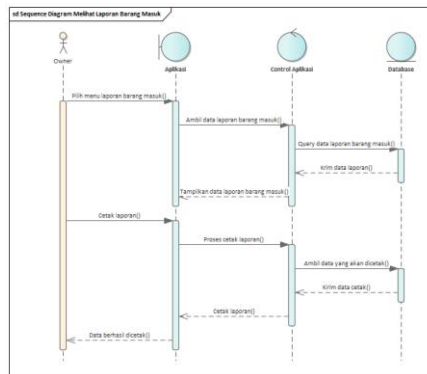 sd Sequence Diagram Melihat Laporan Barang Masuk
Owner
Aplikasi
Control Aplikasi
Database
Pilih menu laporan barang masuk()
Ambil data laporan barang masuk()
Query data laporan barang masuk()
Kirim data laporan()
Tampilkan data laporan barang masuk()
Cetak laporan()
Proses cetak laporan()
Ambil data yang akan dicetak()
Kirim data cetak()
Cetak laporan()
Data berhasil dicetak()